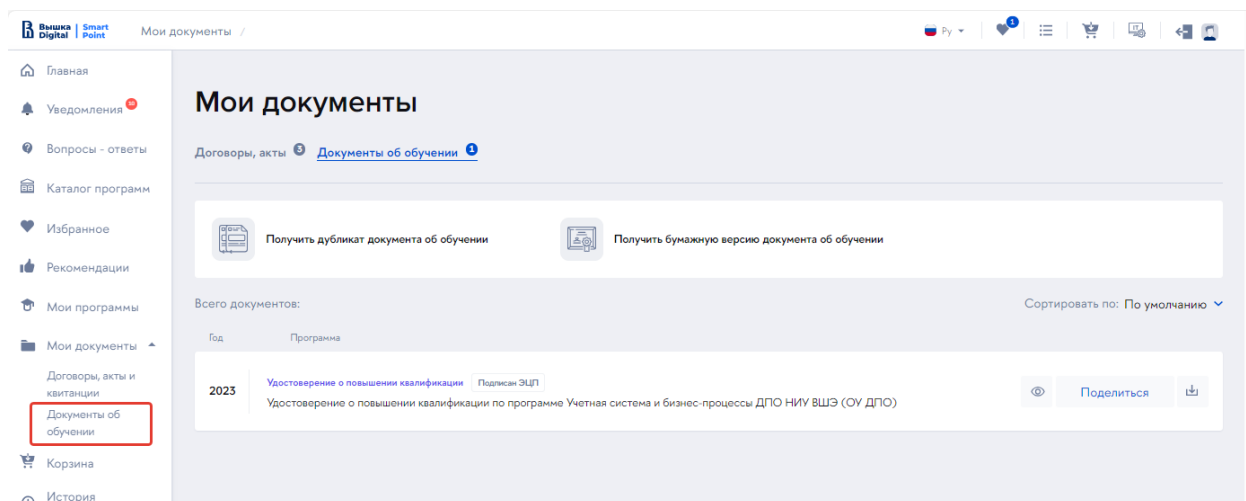 Вышка | Smart
Digital | Point
Мои документы /
Ру
1
Главная
Уведомления
Вопросы - ответы
Каталог программ
Избранное
Рекомендации
Мои программы
Мои документы
Договоры, акты и
квитанции
Документы об
обучении
Корзина
История
Мои документы
Договоры, акты 3 Документы об обучении 1
Получить дубликат документа об обучении
Получить бумажную версию документа об обучении
Всего документов:
Сортировать по: По умолчанию
Год Программа
2023
Удостоверение о повышении квалификации Подписан ЭЦП
Удостоверение о повышении квалификации по программе Учетная система и бизнес-процессы ДПО НИУ ВШЭ (ОУ ДПО)
Поделиться